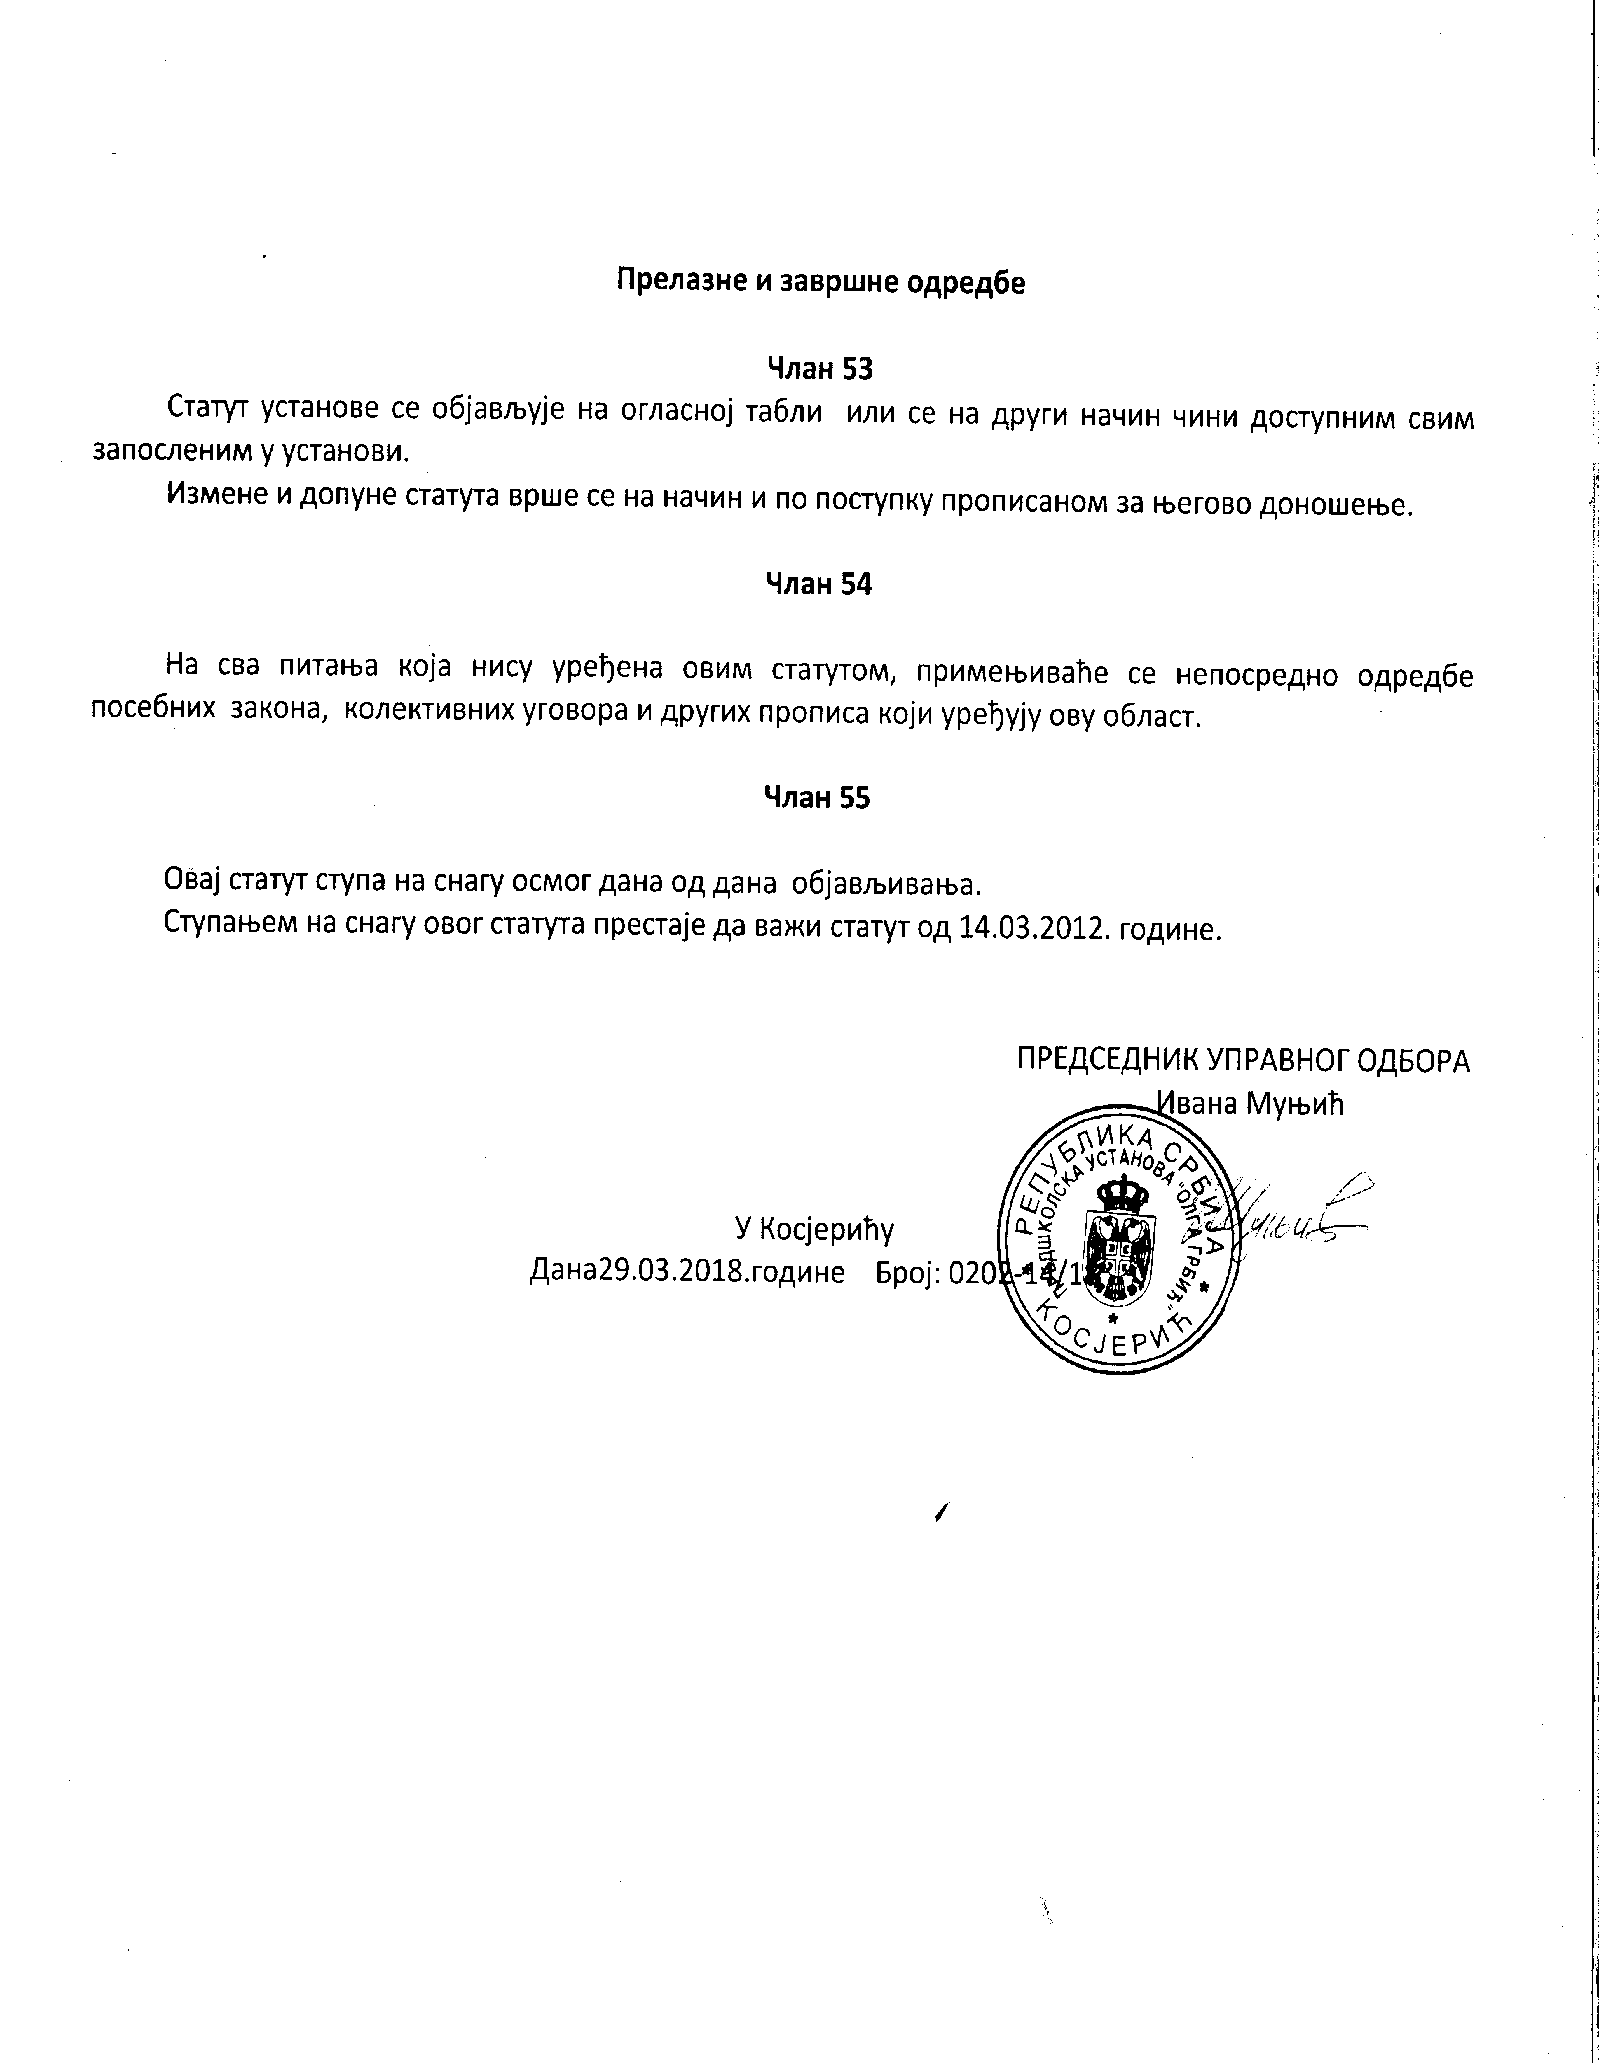 Прелазне и завршне одредбе
Члан 53
Статут установе се објављује на огласној табли или се на други начин чини доступним свим
запосленим у установи.
Измене и допуне статута врше се на начин и по поступку прописаном за његово доношење.
Члан 54
На сва питања која нису уређена овим статутом, примењиваће се непосредно одредбе
посебних закона, колективних уговора и других прописа који уређују ову област.
Члан 55
Овај статут ступа на снагу осмог дана од дана објављивања.
Ступањем на снагу овог статута престаје да важи статут од 14.03.2012. године.
ПРЕДСЕДНИК УПРАВНОГ ОДБОРА
Ивана Муњић
РЕПУБЛИКА СРБИЈА
УСТАНОВА "ОЛГА ГРБИЋ"
КОСЈЕРИЋ
Муњић
У Косјерићу
Дана29.03.2018.године Број: